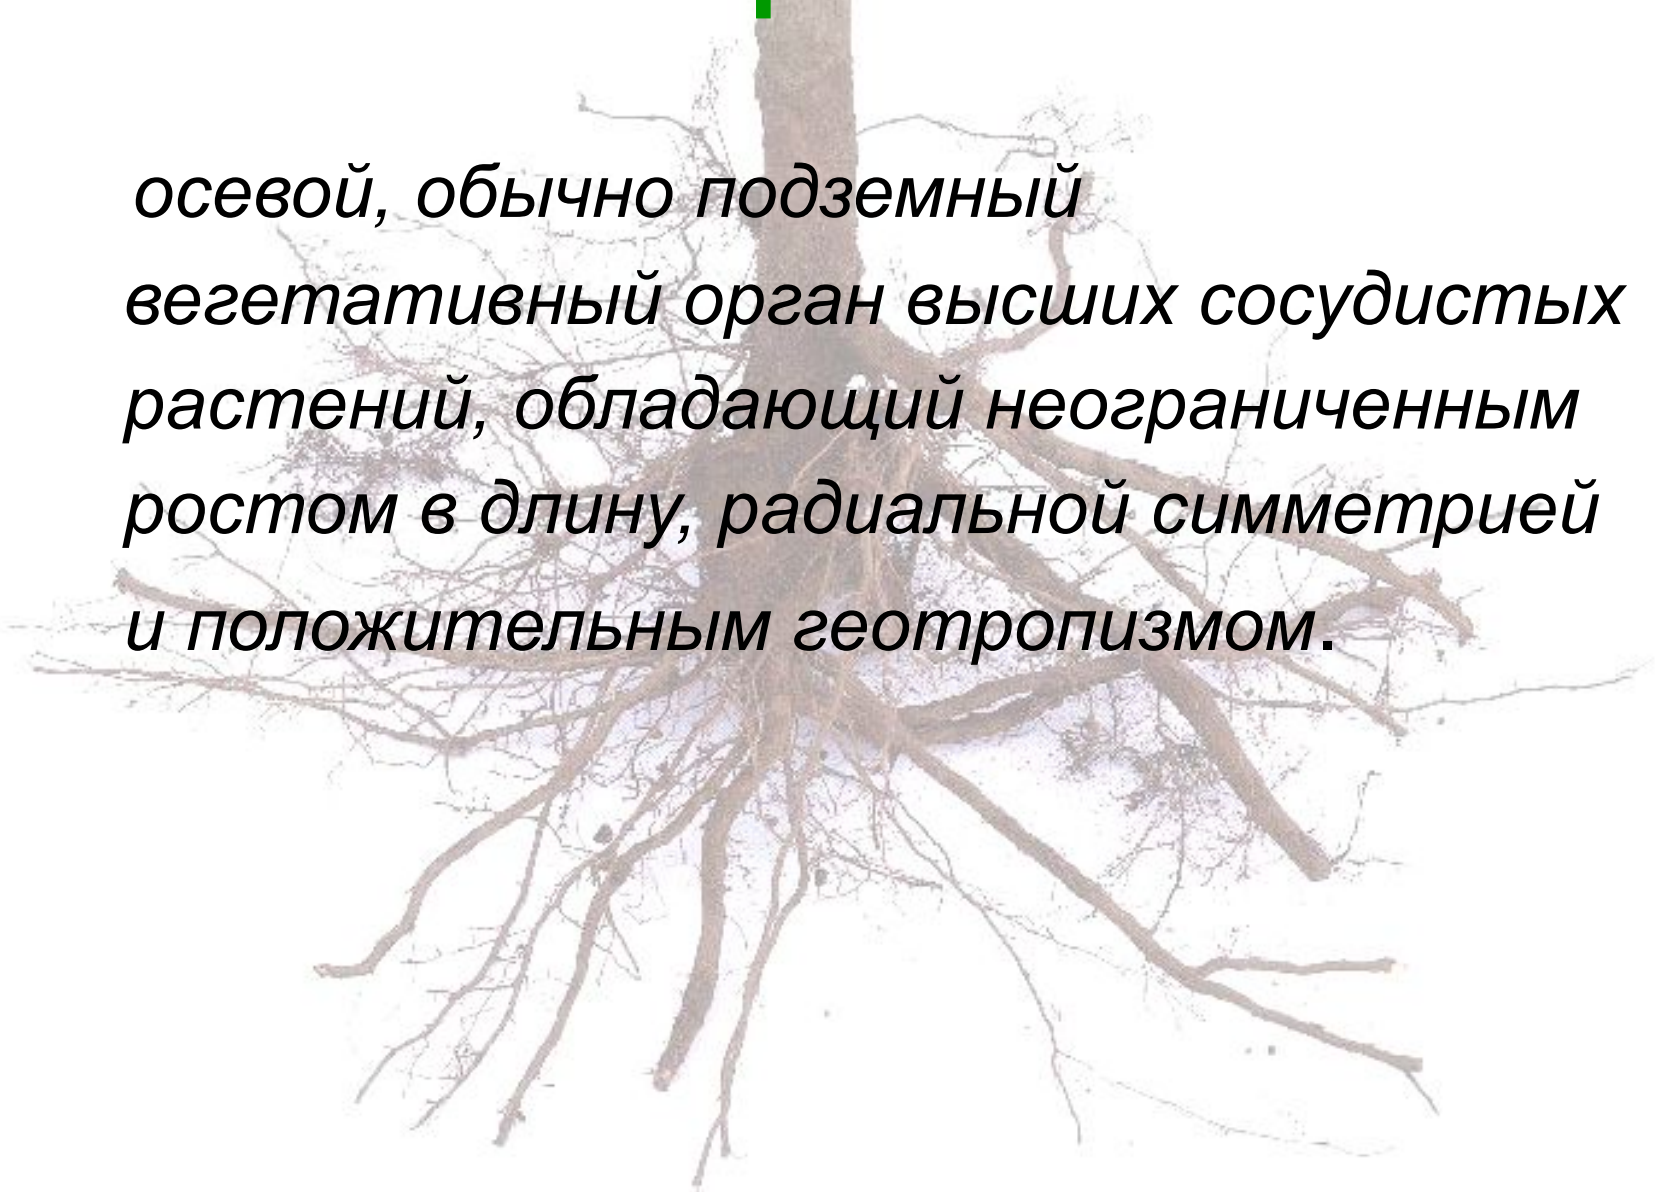 осевой, обычно подземный
вегетативный орган высших сосудистых
растений, обладающий неограниченным
ростом в длину, радиальной симметрией
и положительным геотропизмом.